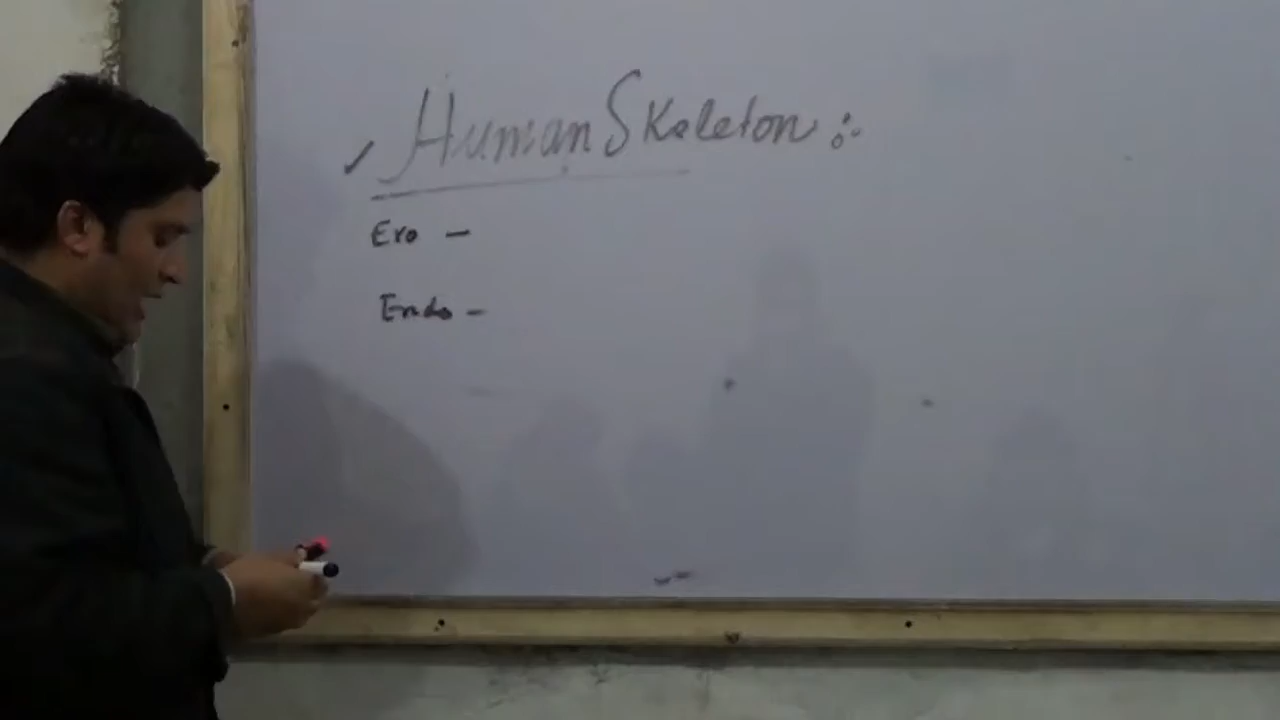 ✓ Human Skeleton :-
Exo -
Endo -